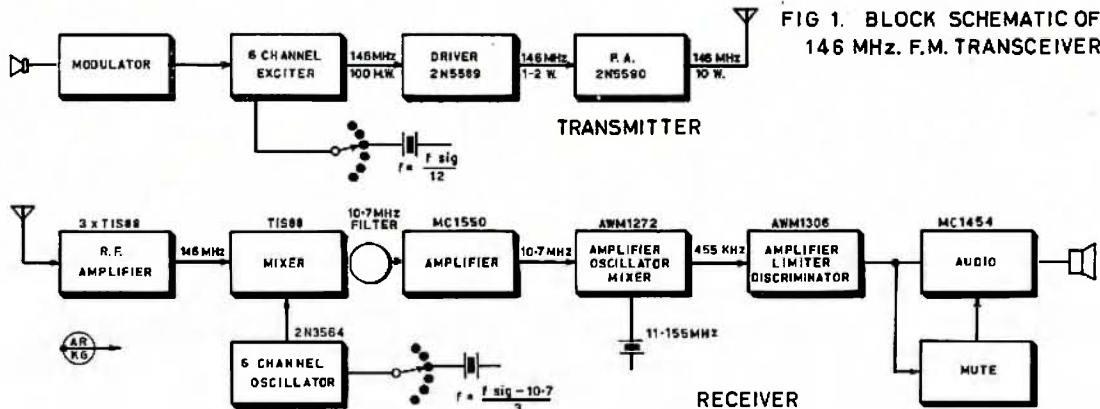 FIG 1. BLOCK SCHEMATIC OF
146 MHz. F.M. TRANSCEIVER
MODULATOR
6 CHANNEL
EXCITER
146MHz
100 M.W.
DRIVER
2N5589
146MHz
1-2 W.
P.A.
2N5590
146MHz
10 W.
TRANSMITTER
f = f sig
12
3 x TIS88
R.F.
AMPLIFIER
146 MHz
TIS88
MIXER
10·7MHz
FILTER
MC1550
AMPLIFIER
10·7MHz
AWM1272
AMPLIFIER
OSCILLATOR
MIXER
455 KHz
AWM1306
AMPLIFIER
LIMITER
DISCRIMINATOR
MC1454
AUDIO
AR
KG
2N3564
6 CHANNEL
OSCILLATOR
f = f sig - 10·7
11·155MHz
MUTE
RECEIVER